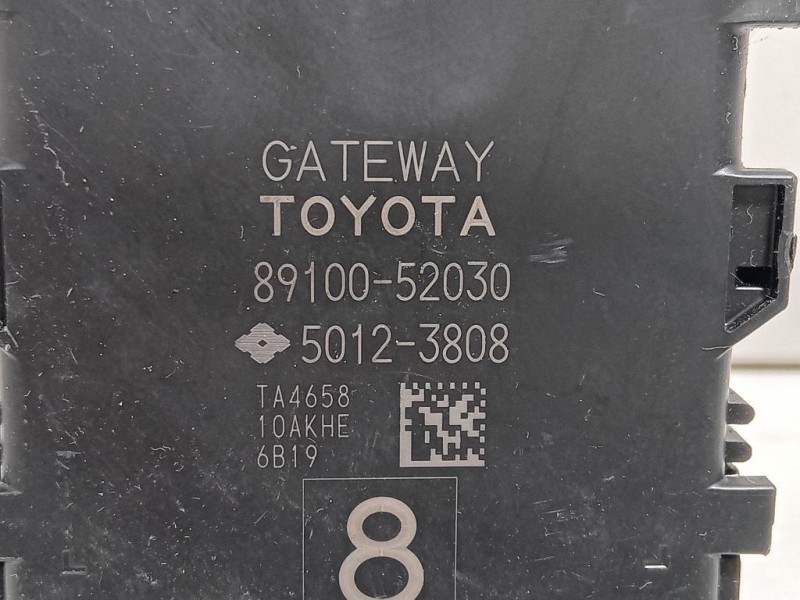 GATEWAY
TOYOTA
89100-52030
5012-3808
TA4658
10AKHE
6B19
8